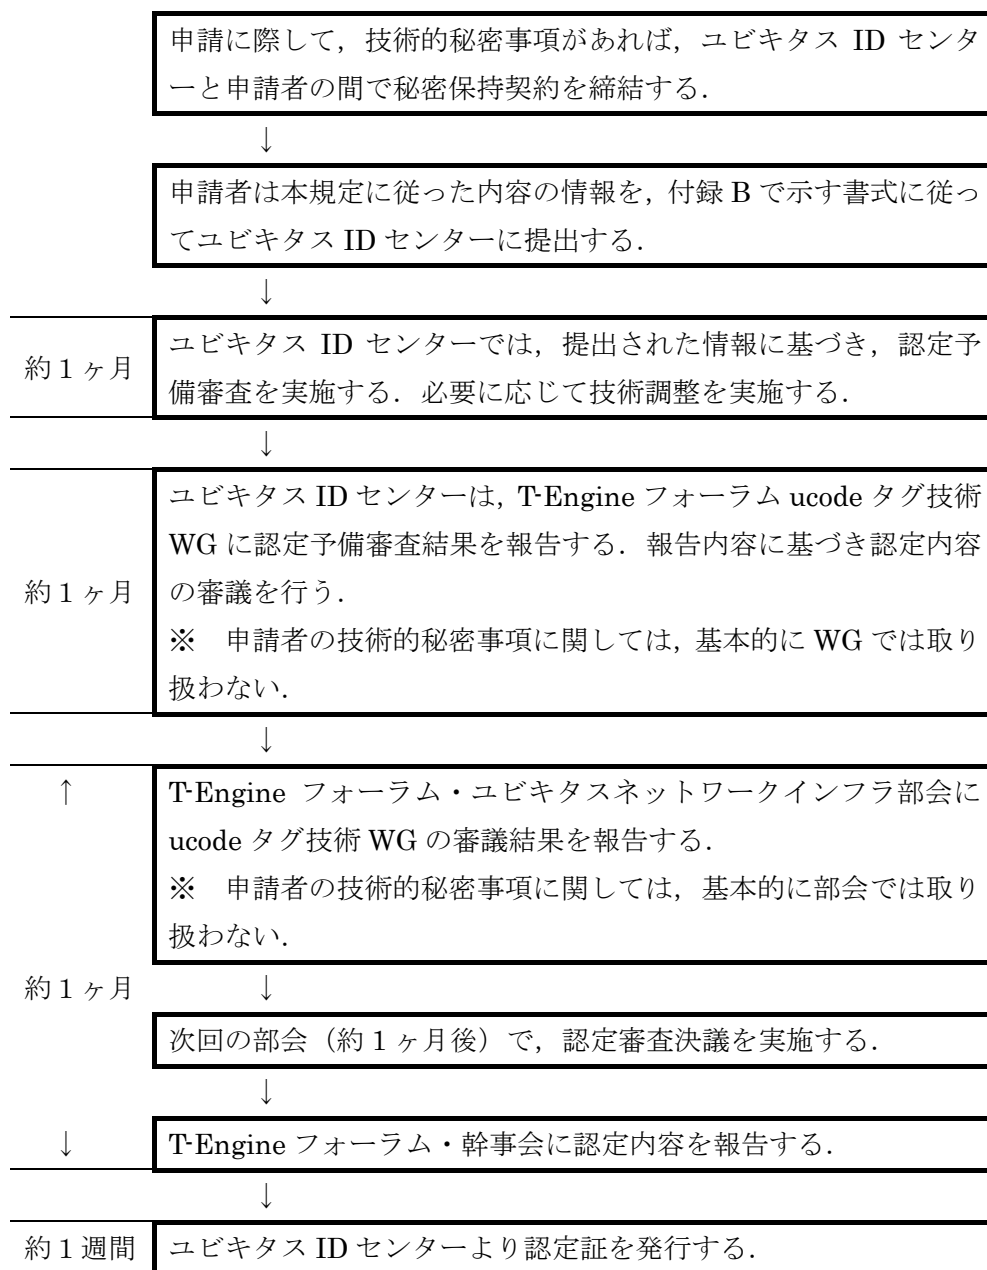 申請に際して，技術的秘密事項があれば，ユビキタス ID センタ
ーと申請者の間で秘密保持契約を締結する．
↓
申請者は本規定に従った内容の情報を，付録 B で示す書式に従っ
てユビキタス ID センターに提出する．
↓
約１ヶ月
ユビキタス ID センターでは，提出された情報に基づき，認定予
備審査を実施する．必要に応じて技術調整を実施する．
↓
約１ヶ月
ユビキタス ID センターは，T-Engine フォーラム ucode タグ技術
WG に認定予備審査結果を報告する．報告内容に基づき認定内容
の審議を行う．
※　申請者の技術的秘密事項に関しては，基本的に WG では取り
扱わない．
↓
↑
T-Engine フォーラム・ユビキタスネットワークインフラ部会に
ucode タグ技術 WG の審議結果を報告する．
※　申請者の技術的秘密事項に関しては，基本的に部会では取り
扱わない．
約１ヶ月
↓
次回の部会（約１ヶ月後）で，認定審査決議を実施する．
↓
↓
T-Engine フォーラム・幹事会に認定内容を報告する．
↓
約１週間
ユビキタス ID センターより認定証を発行する．